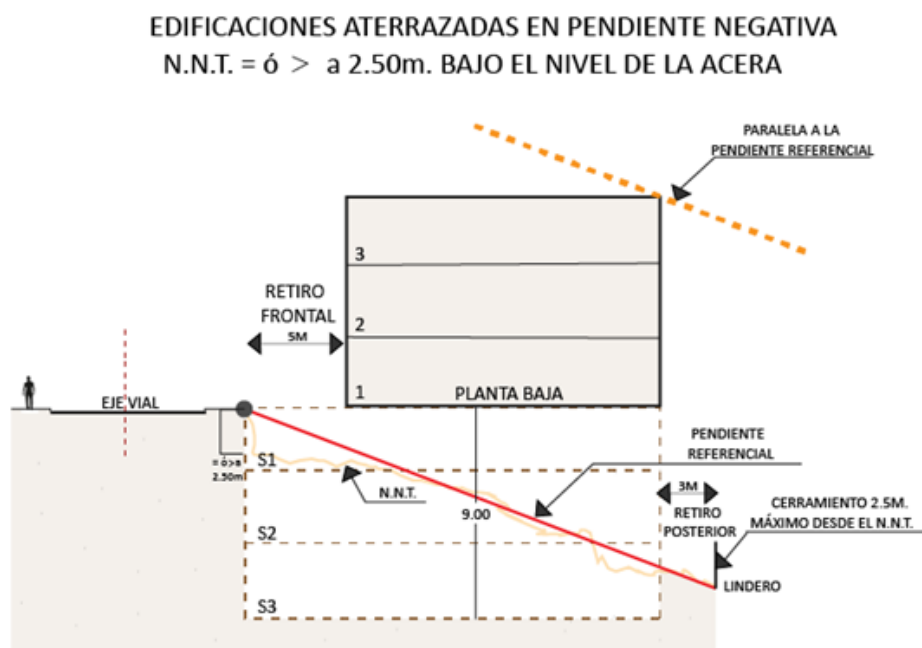 EDIFICACIONES ATERRAZADAS EN PENDIENTE NEGATIVA
N.N.T. = ó > a 2.50m. BAJO EL NIVEL DE LA ACERA
PARALELA A LA
PENDIENTE REFERENCIAL
3
RETIRO
FRONTAL
5M
2
1
PLANTA BAJA
EJE VIAL
= ó>a
2.50m
S1
N.N.T.
PENDIENTE
REFERENCIAL
9.00
3M
RETIRO
POSTERIOR
CERRAMIENTO 2.5M.
MÁXIMO DESDE EL N.N.T.
S2
LINDERO
S3